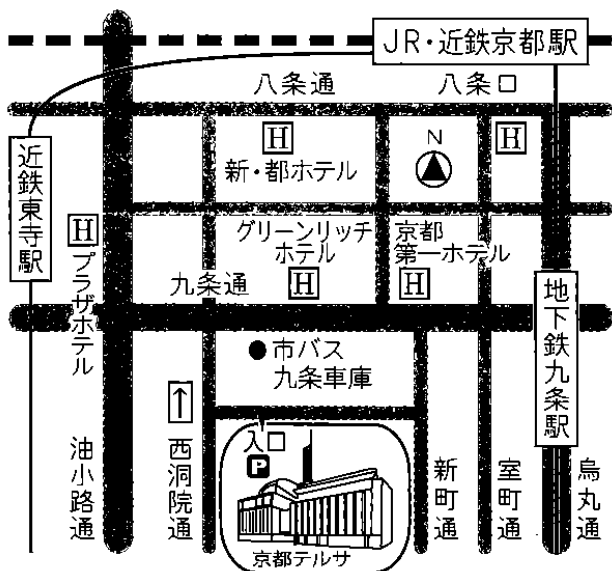 JR・近鉄京都駅
八条通
八条口
近鉄東寺駅
H
新・都ホテル
N
H
H
プラザホテル
グリーンリッチ
ホテル
H
京都
第一ホテル
H
九条通
地下鉄九条駅
市バス
九条車庫
↑
入口
P
京都テルサ
油小路通
西洞院通
新町通
室町通
烏丸通